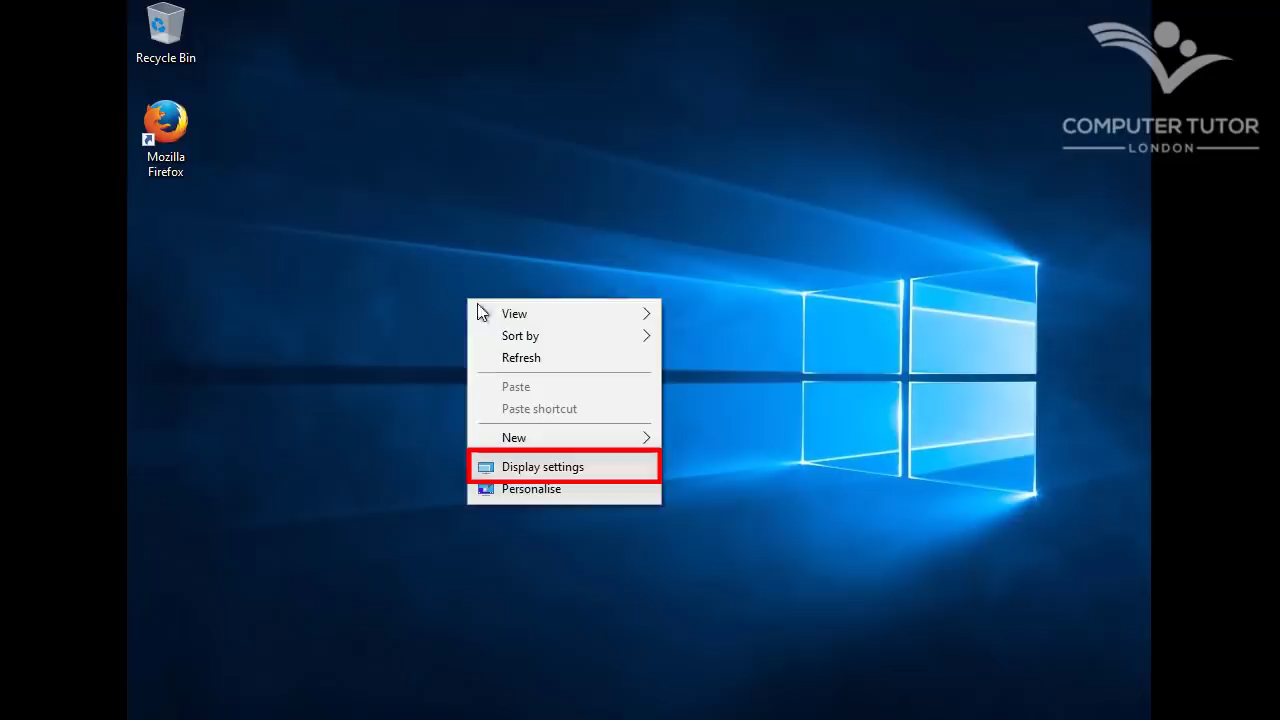 Recycle Bin
Mozilla
Firefox
COMPUTER TUTOR
LONDON
View
Sort by
Refresh
Paste
Paste shortcut
New
Display settings
Personalise